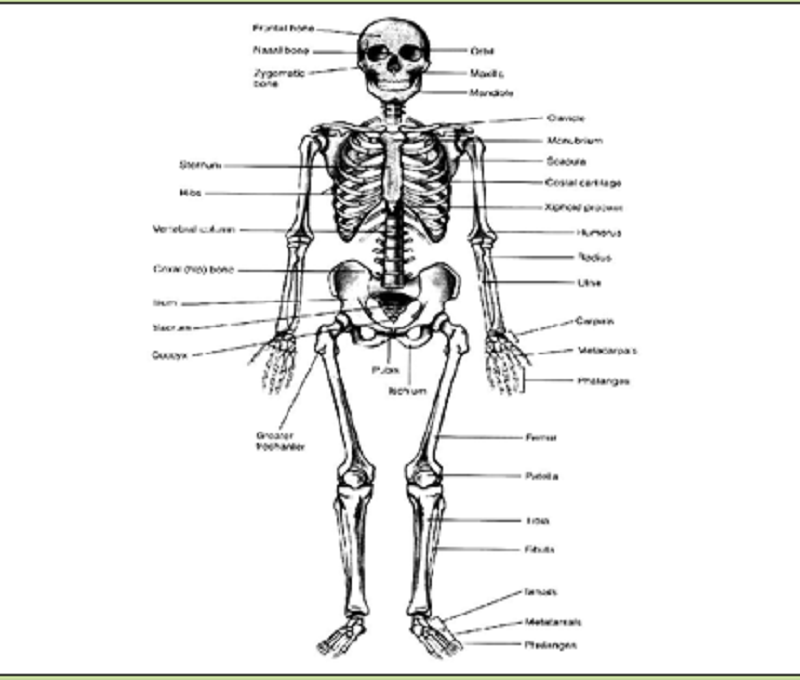 Frontal bone
Nasal bone
Zygomatic
bone
Orbit
Maxilla
Mandible
Clavicle
Manubrium
Scapula
Costal cartilage
Xiphoid process
Humerus
Radius
Ulna
Carpals
Metacarpals
Phalanges
Sternum
Ribs
Vertebral column
Coxal (hip) bone
Ilium
Sacrum
Coccyx
Pubis
Ischium
Greater
trochanter
Femur
Patella
Tibia
Fibula
Tarsals
Metatarsals
Phalanges